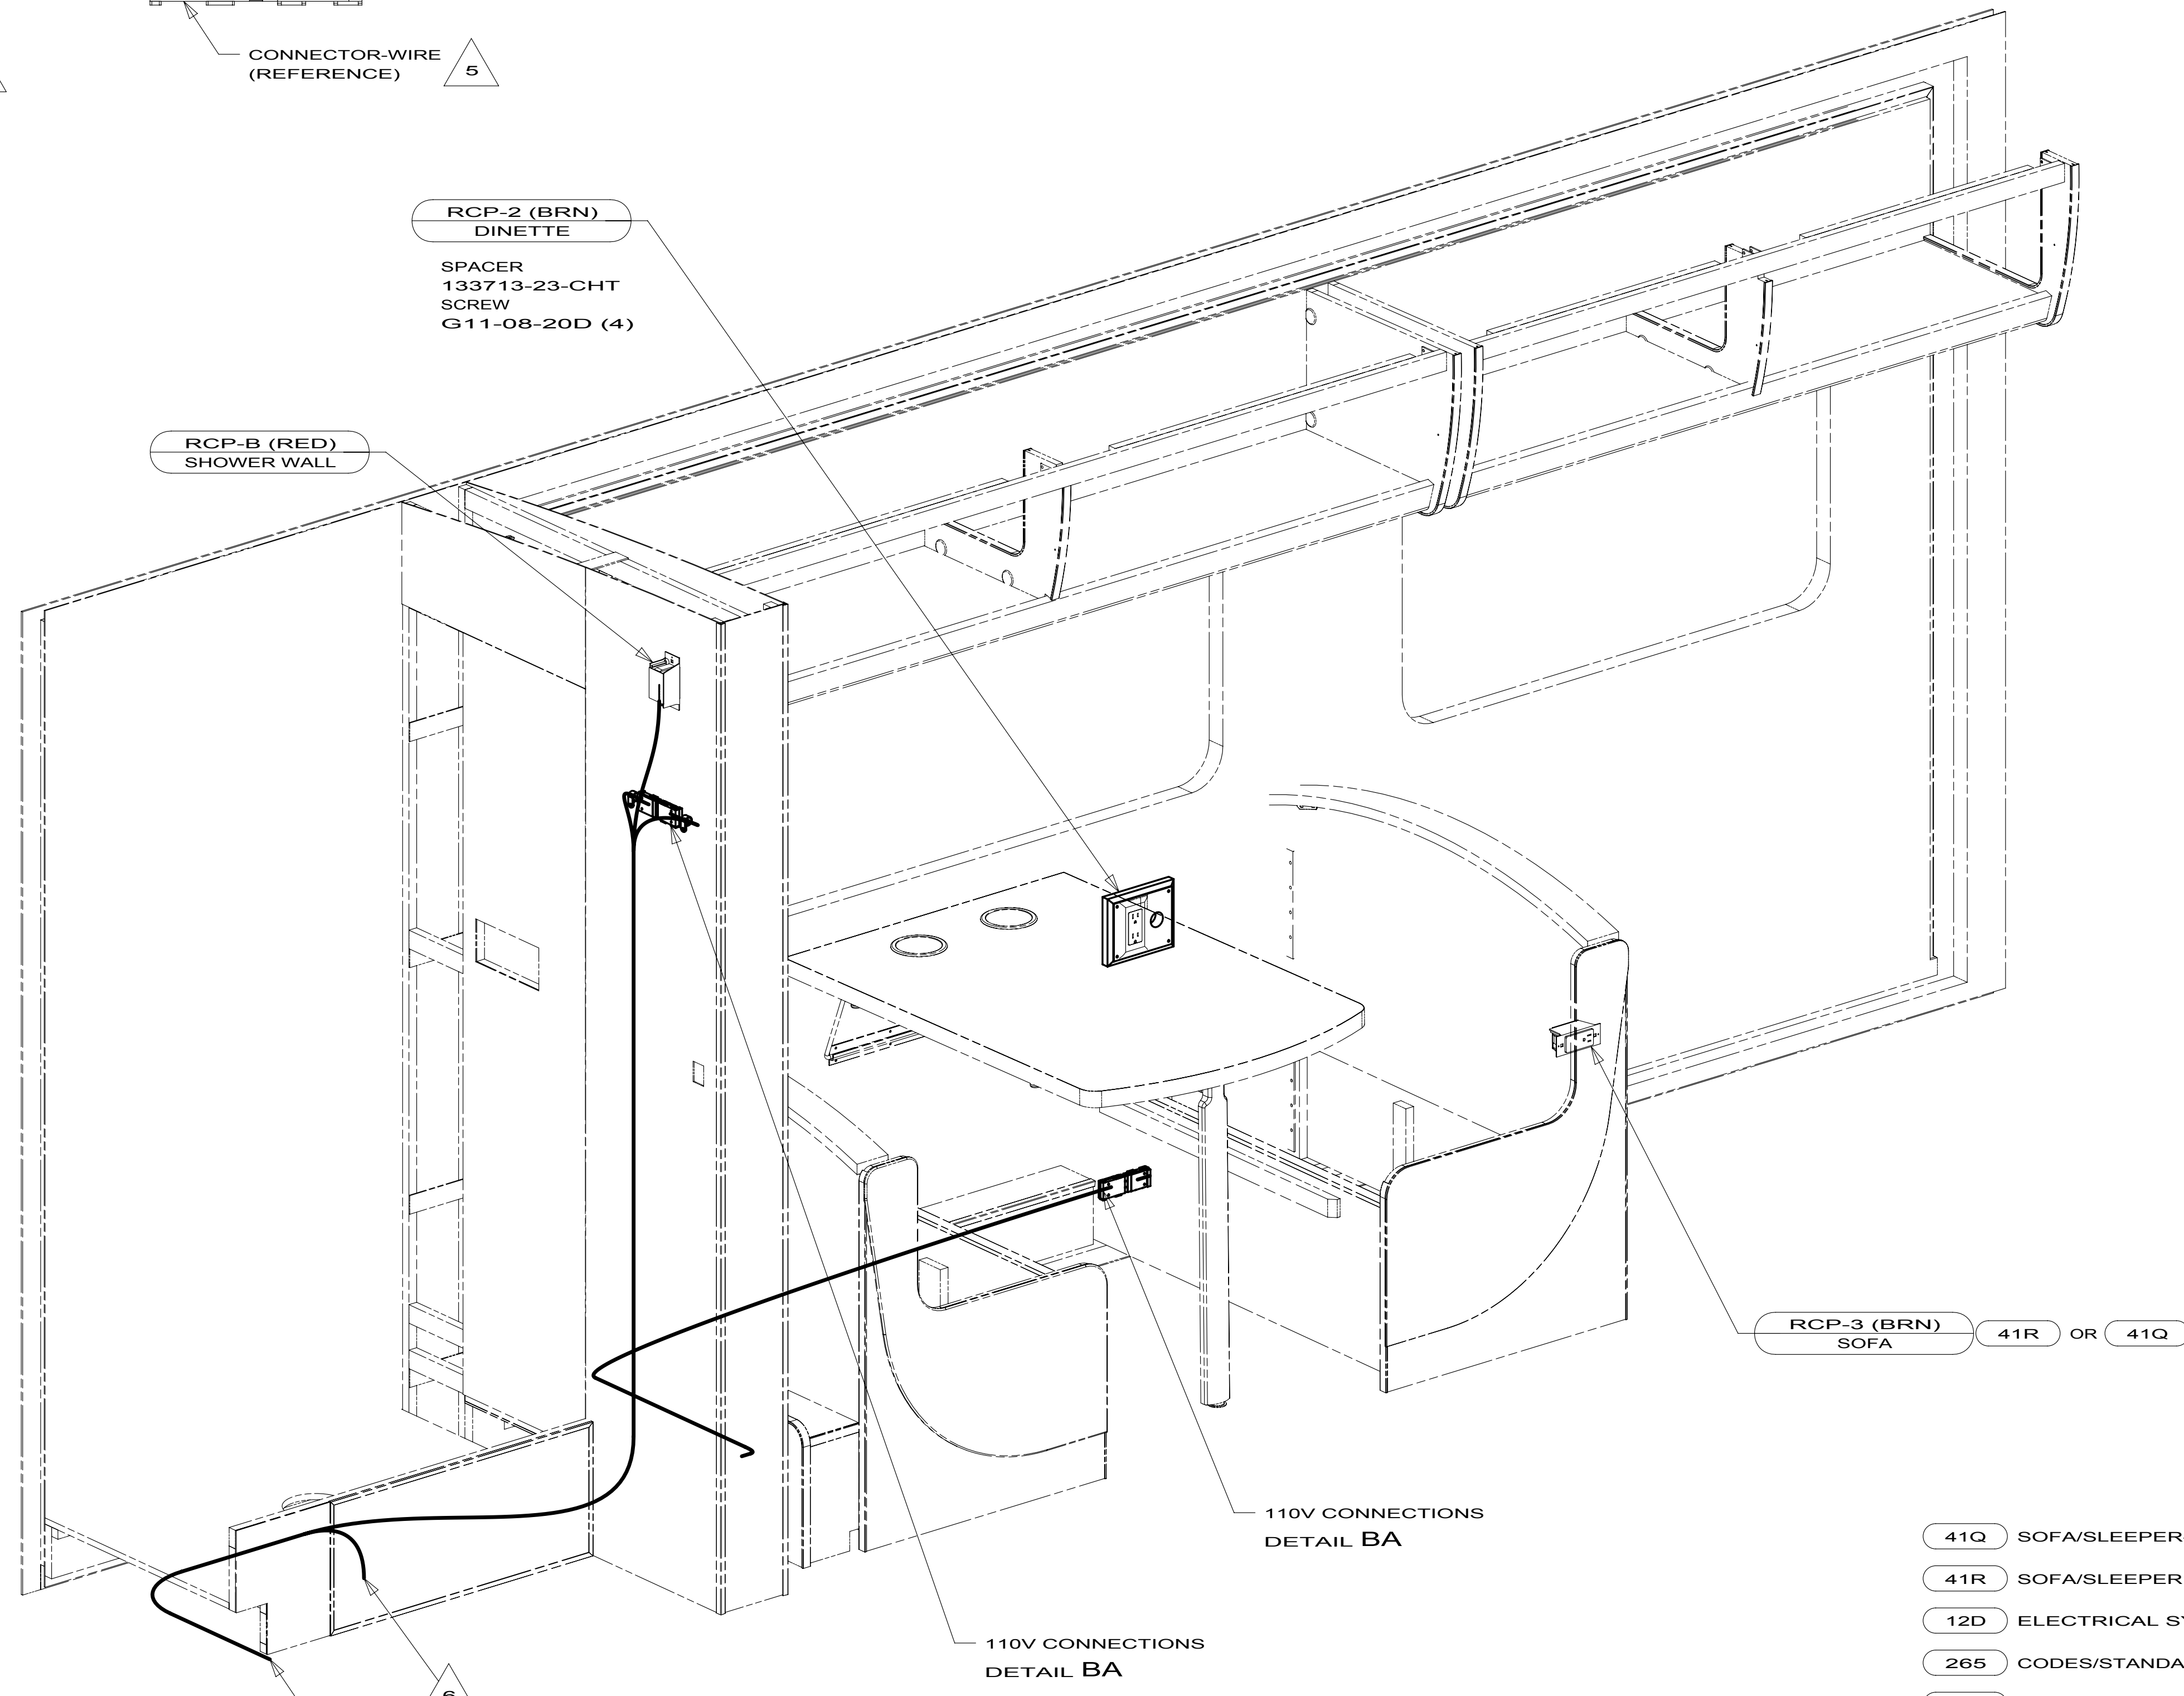 CONNECTOR-WIRE
(REFERENCE)
5
RCP-2 (BRN)
DINETTE
SPACER
133713-23-CHT
SCREW
G11-08-20D (4)
RCP-B (RED)
SHOWER WALL
RCP-3 (BRN)
SOFA
41R OR 41Q
110V CONNECTIONS
DETAIL BA
110V CONNECTIONS
DETAIL BA
41Q SOFA/SLEEPER
41R SOFA/SLEEPER
12D ELECTRICAL
265
6